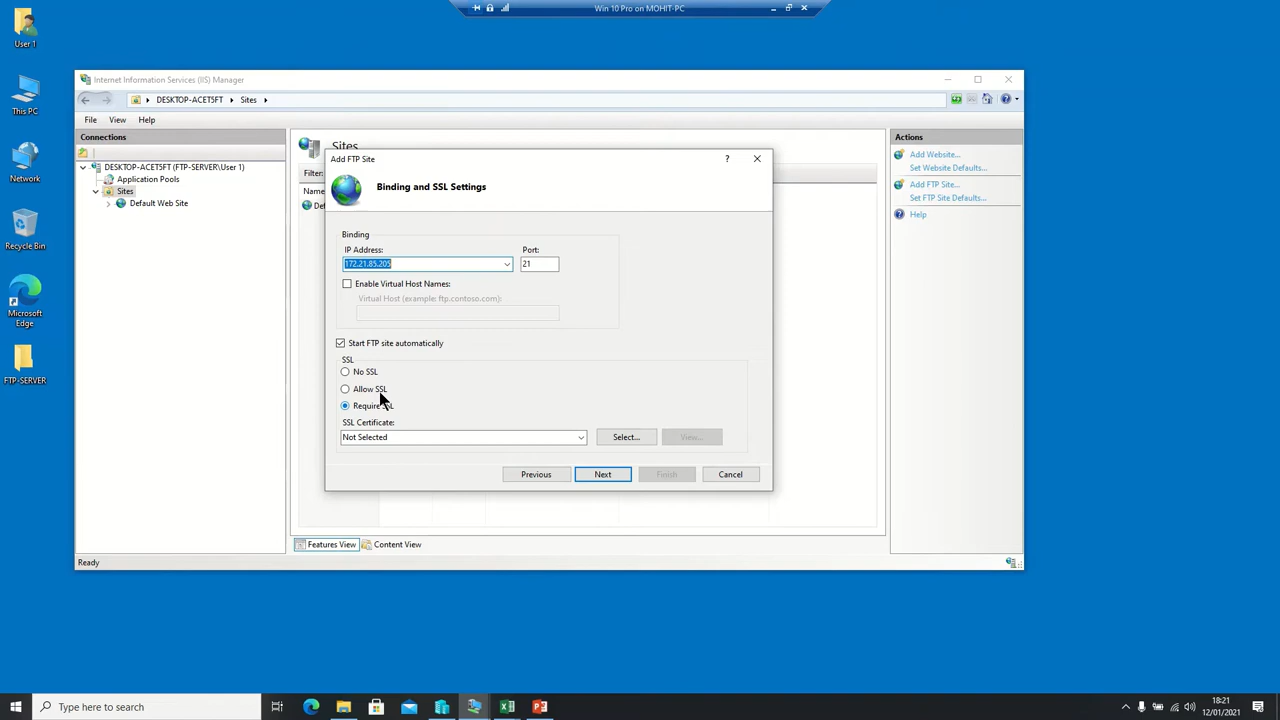 Win 10 Pro on MOHIT-PC
User 1
This PC
Network
Recycle Bin
Microsoft
Edge
FTP-SERVER
Internet Information Services (IIS) Manager
DESKTOP-ACET5FT
Sites
File
View
Help
Connections
DESKTOP-ACET5FT (FTP-SERVER\User 1)
Application Pools
Sites
Default Web Site
Sites
Filter:
Name
Def
Add FTP Site
?
Binding and SSL Settings
Binding
IP Address:
Port:
172.21.85.205
21
Enable Virtual Host Names:
Virtual Host (example: ftp.contoso.com):
Start FTP site automatically
SSL
No SSL
Allow SSL
Require SSL
SSL Certificate:
Not Selected
Select...
View...
Previous
Next
Finish
Cancel
Actions
Add Website...
Set Website Defaults...
Add FTP Site...
Set FTP Site Defaults...
Help
Features View
Content View
Ready
Type here to search
18:21
12/01/2021